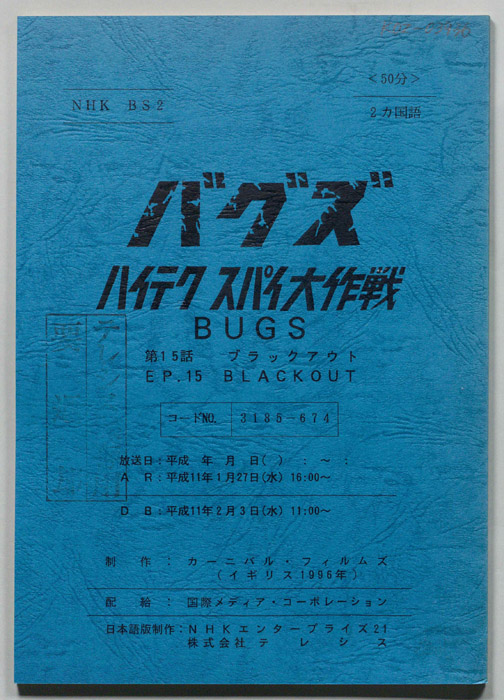 <50分>
NHK BS2
2カ国語
バグズ
ハイテク スパイ大作戦
BUGS
第15話 ブラックアウト
EP.15 BLACKOUT
コードNO. 3185-674
放送日：平成 年 月 日( ) : ～ :
A R：平成11年1月27日(水) 16:00～
D B：平成11年2月3日(水) 11:00～
制 作：カーニバル・フィルムズ
(イギリス1996年)
配 給：国際メディア・コーポレーション
日本語版制作：NHKエンタープライズ21
株式会社テレシス